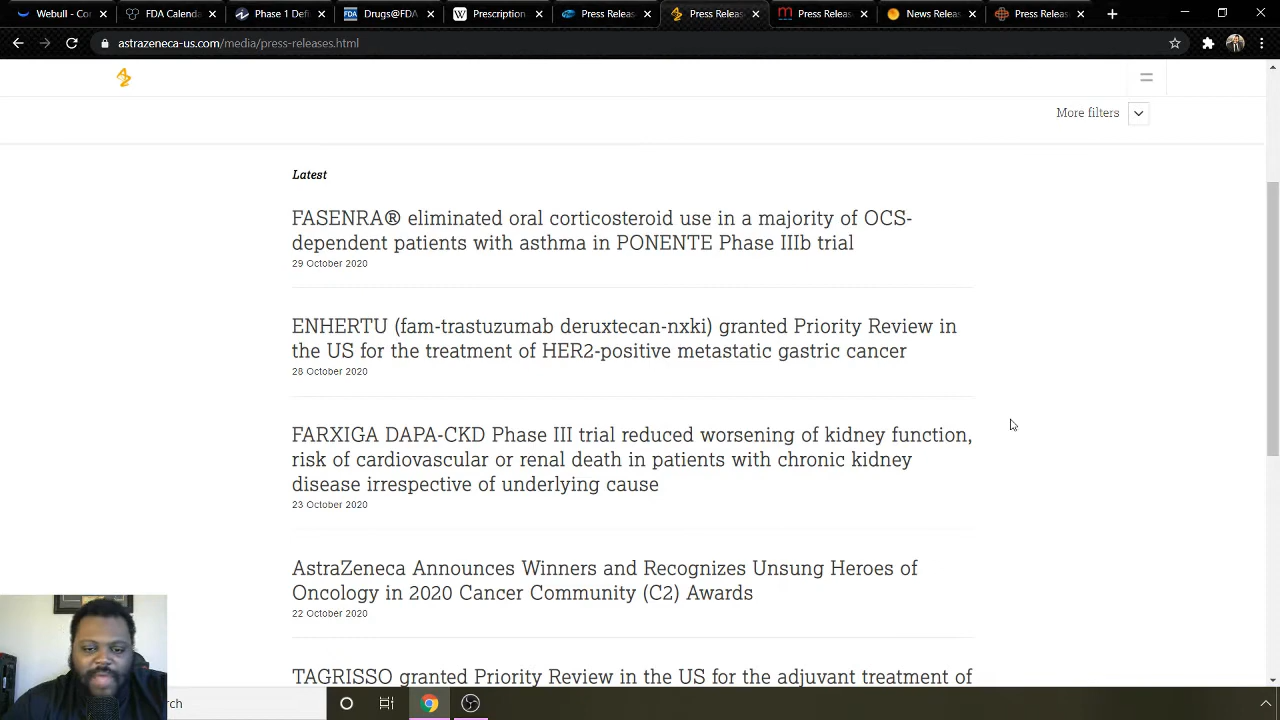 Webull - Co
FDA Calenda
Phase 1 Defi
Drugs@FDA
Prescription
Press Releas
Press Releas
Press Releas
News Releas
Press Releas
astrazeneca-us.com/media/press-releases.html
More filters
Latest
FASENRA® eliminated oral corticosteroid use in a majority of OCS-
dependent patients with asthma in PONENTE Phase IIIb trial
29 October 2020
ENHERTU (fam-trastuzumab deruxtecan-nxki) granted Priority Review in
the US for the treatment of HER2-positive metastatic gastric cancer
28 October 2020
FARXIGA DAPA-CKD Phase III trial reduced worsening of kidney function,
risk of cardiovascular or renal death in patients with chronic kidney
disease irrespective of underlying cause
23 October 2020
AstraZeneca Announces Winners and Recognizes Unsung Heroes of
Oncology in 2020 Cancer Community (C2) Awards
22 October 2020
TAGRISSO granted Priority Review in the US for the adjuvant treatment of
rch